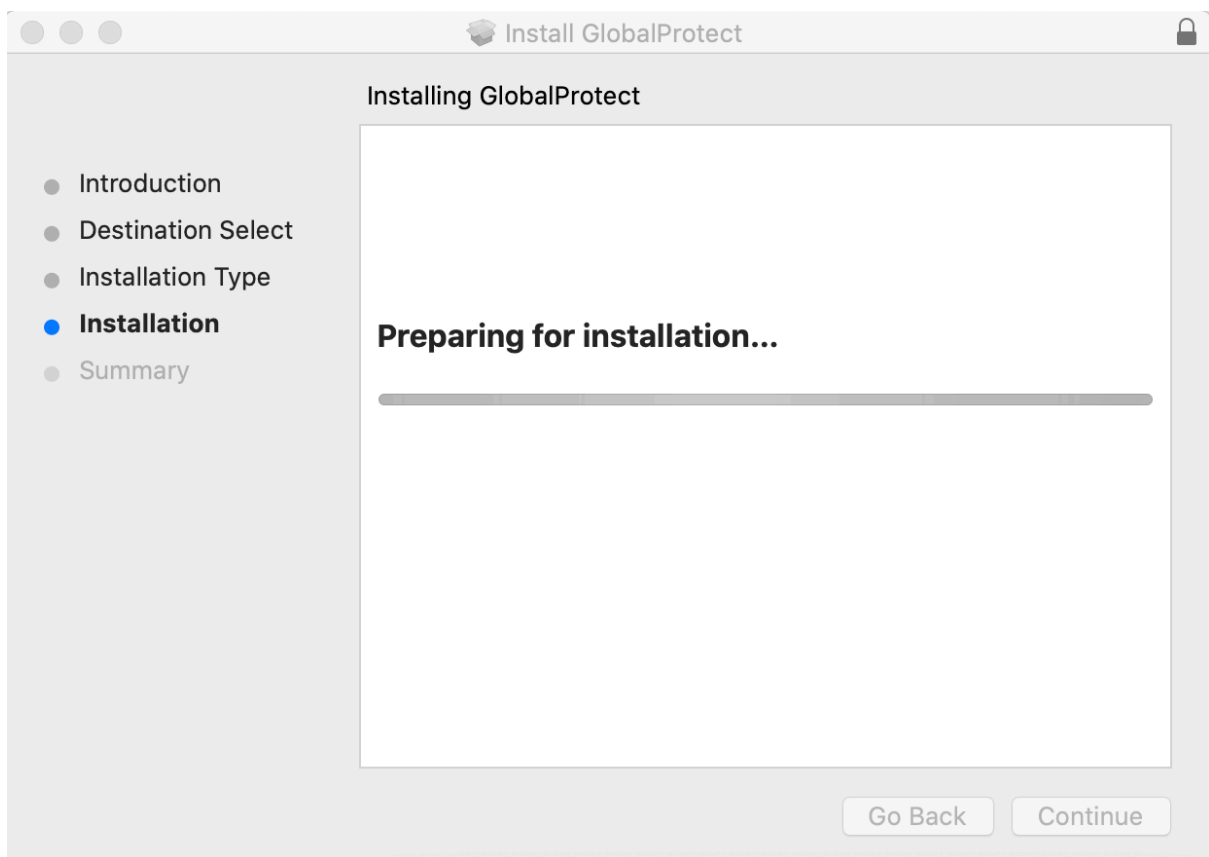 Install GlobalProtect
Installing GlobalProtect
Introduction
Destination Select
Installation Type
Installation
Summary
Preparing for installation...
Go Back
Continue